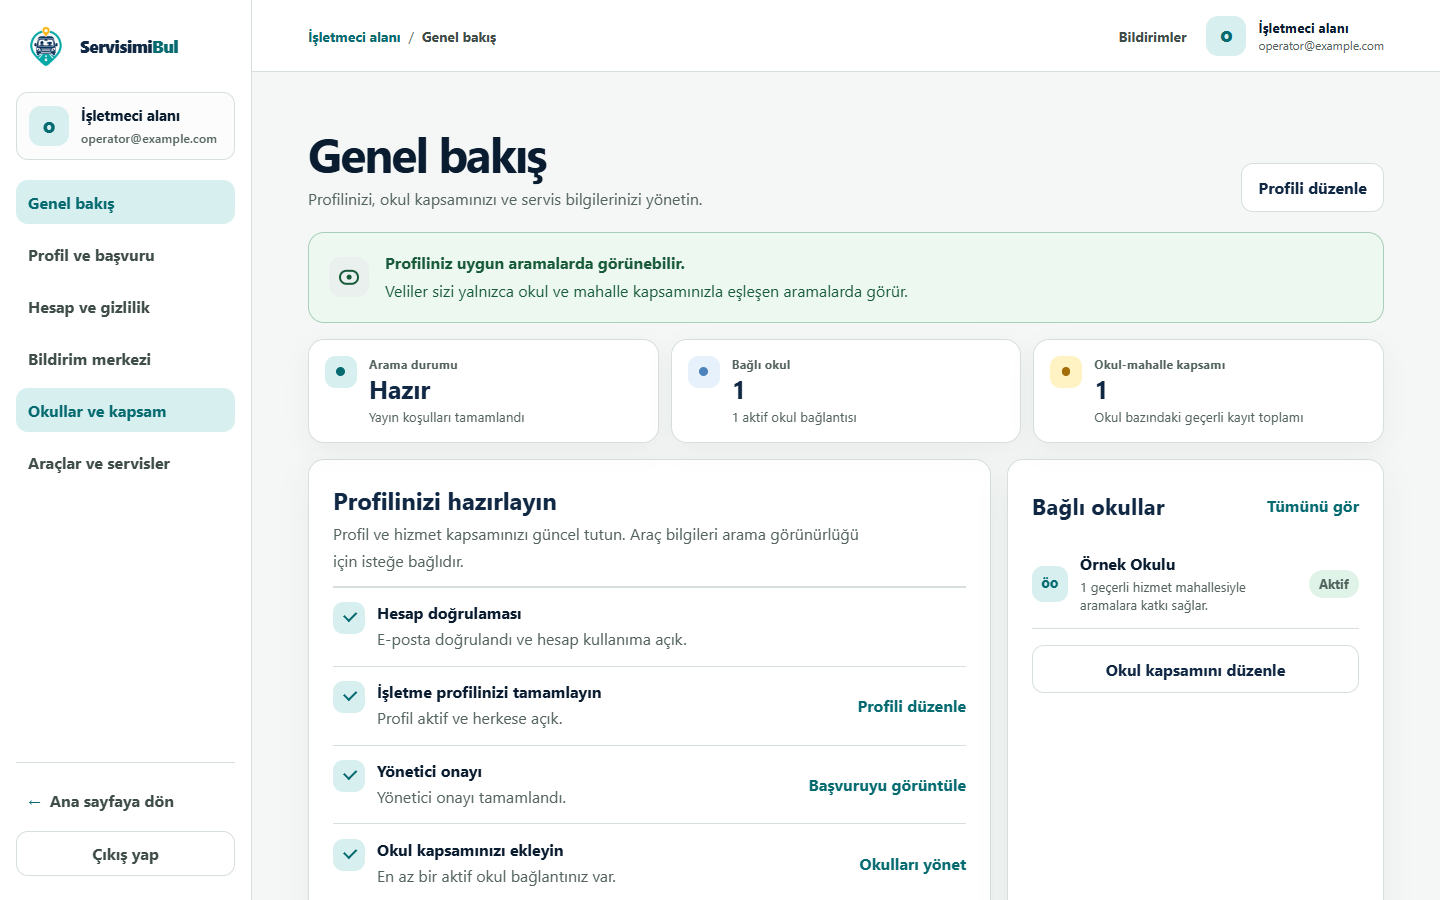 ServisimiBul
İşletmeci alanı
operator@example.com
o
Genel bakış
Profil ve başvuru
Hesap ve gizlilik
Bildirim merkezi
Okullar ve kapsam
Araçlar ve servisler
← Ana sayfaya dön
Çıkış yap
İşletmeci alanı / Genel bakış
Bildirimler
o
İşletmeci alanı
operator@example.com
Genel bakış
Profilinizi, okul kapsamınızı ve servis bilgilerinizi yönetin.
Profili düzenle
Profiliniz uygun aramalarda görünebilir.
Veliler sizi yalnızca okul ve mahalle kapsamınızla eşleşen aramalarda görür.
Arama durumu
Hazır
Yayın koşulları tamamlandı
Bağlı okul
1
1 aktif okul bağlantısı
Okul-mahalle kapsamı
1
Okul bazındaki geçerli kayıt toplamı
Profilinizi hazırlayın
Profil ve hizmet kapsamınızı güncel tutun. Araç bilgileri arama görünürlüğü
için isteğe bağlıdır.
Hesap doğrulaması
E-posta doğrulandı ve hesap kullanıma açık.
İşletme profilinizi tamamlayın
Profil aktif ve herkese açık.
Profili düzenle
Yönetici onayı
Yönetici onayı tamamlandı.
Başvuruyu görüntüle
Okul kapsamınızı ekleyin
En az bir aktif okul bağlantınız var.
Okulları yönet
Bağlı okullar
Tümünü gör
öo
Örnek Okulu
1 geçerli hizmet mahallesiyle
aramalara katkı sağlar.
Aktif
Okul kapsamını düzenle